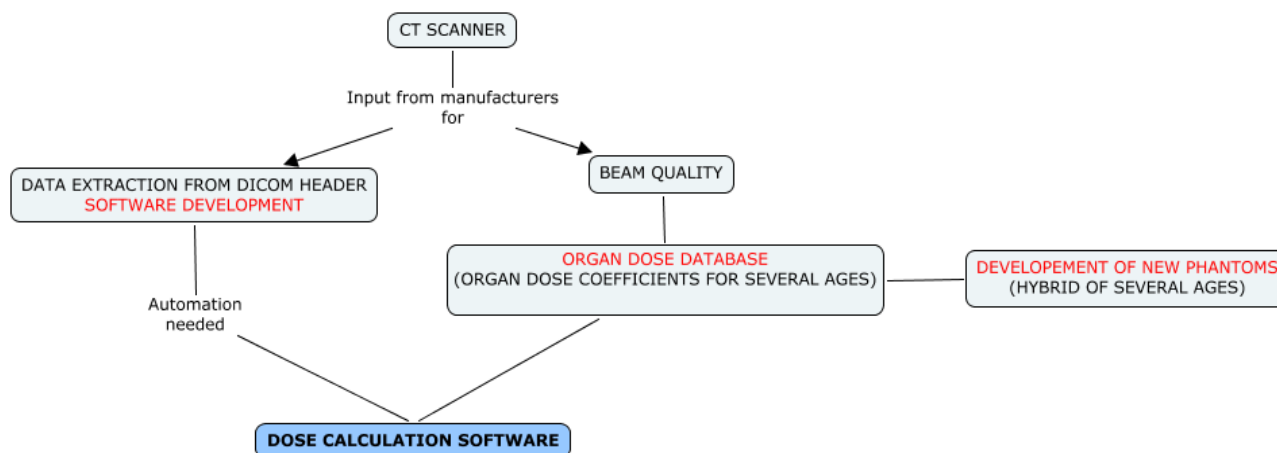 CT SCANNER
Input from manufacturers
for
DATA EXTRACTION FROM DICOM HEADER
SOFTWARE DEVELOPMENT
BEAM QUALITY
ORGAN DOSE DATABASE
(ORGAN DOSE COEFFICIENTS FOR SEVERAL AGES)
DEVELOPEMENT OF NEW PHANTOMS
(HYBRID OF SEVERAL AGES)
Automation
needed
DOSE CALCULATION SOFTWARE